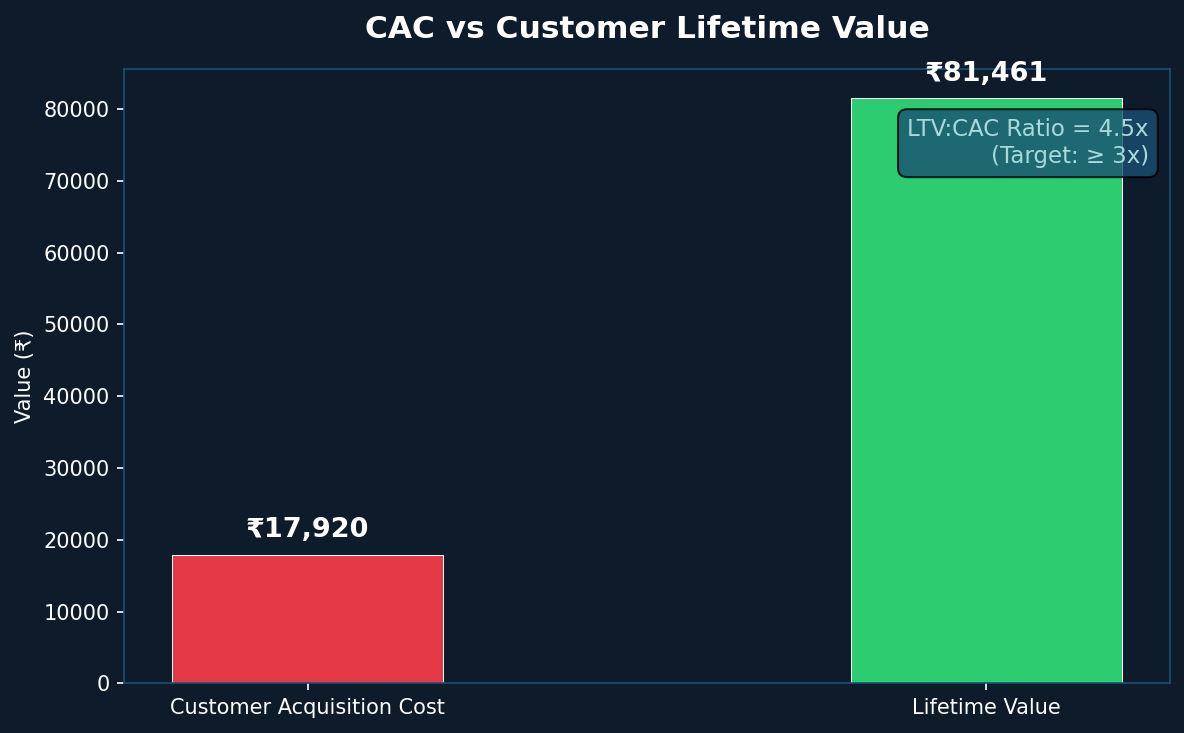 CAC vs Customer Lifetime Value
₹81,461
LTV:CAC Ratio = 4.5x
(Target: ≥ 3x)
₹17,920
Value (₹)
80000
70000
60000
50000
40000
30000
20000
10000
0
Customer Acquisition Cost
Lifetime Value